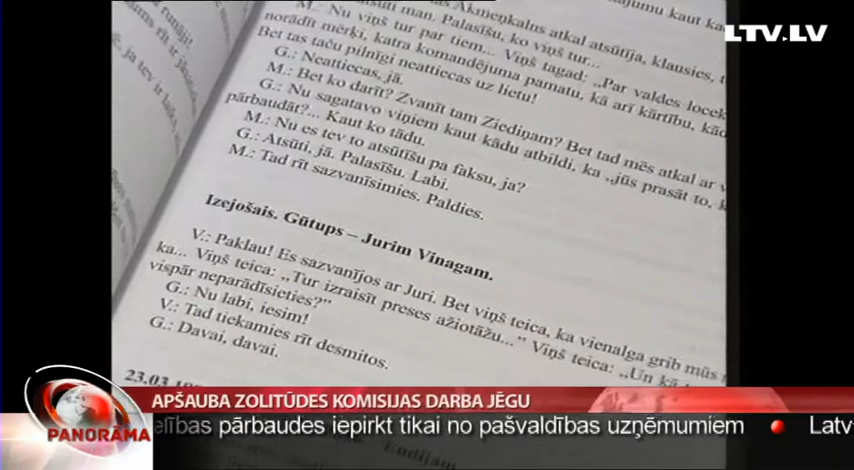 LTV.LV
M.: Nu viņš tur par tiem... Viņš tagad: „Par valdes locek
norādīt mērķi, katra komandējuma pamatu, kā arī kārtību, kād
Bet tas taču pilnīgi neattiecas uz lietu!
G.: Neattiecas, jā.
M.: Bet ko darīt? Zvanīt tam Ziediņam? Bet tad mēs atkal ar v
G.: Nu sagatavo viņiem kaut kādu atbildi, ka „jūs prasāt to, k
pārbaudāt?... Kaut ko tādu.
M.: Nu es tev to atsūtīšu pa faksu, ja?
G.: Atsūti, jā. Palasīšu. Labi.
M.: Tad rīt sazvanīsimies. Paldies.
Izejošais. Gūtups – Jurim Vinagam.
V.: Paklau! Es sazvanījos ar Juri. Bet viņš teica, ka vienalga grib mūs
ka... Viņš teica: „Tur izraisīt preses ažiotāžu...” Viņš teica: „Un kā
vispār neparādīsieties?”
G.: Nu labi, iesim!
V.: Tad tiekamies rīt desmitos.
G.: Davai, davai.
23.03
APŠAUBA ZOLITŪDES KOMISIJAS DARBA JĒGU
PANORĀMA
elības pārbaudes iepirkt tikai no pašvaldības uzņēmumiem • Latv